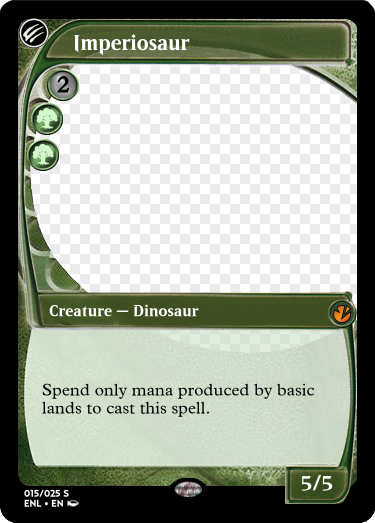 Imperiosaur
2
Creature — Dinosaur
Spend only mana produced by basic
lands to cast this spell.
5/5
015/025 S
ENL • EN